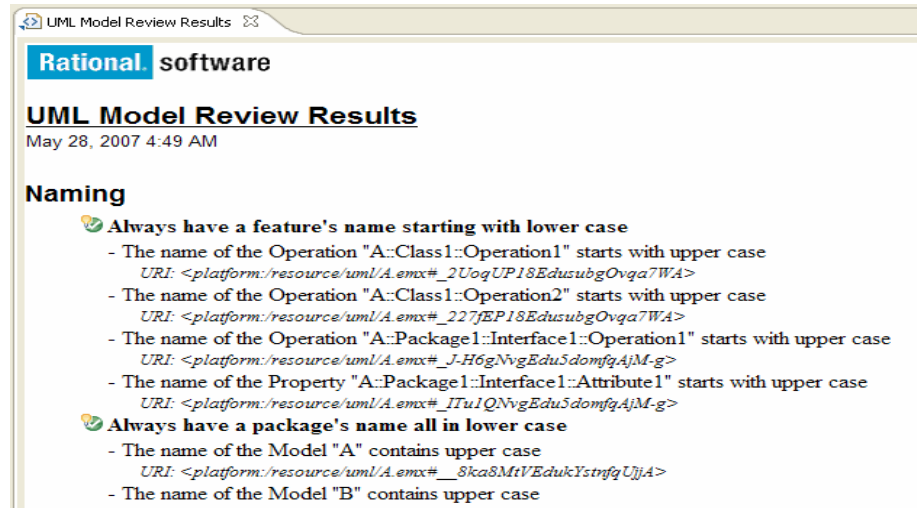 UML Model Review Results
Rational. software
UML Model Review Results
May 28, 2007 4:49 AM
Naming
Always have a feature's name starting with lower case
- The name of the Operation "A::Class1::Operation1" starts with upper case
URI: <platform:/resource/uml/A.emx#_2UoqUP18EdusubgOvqa7WA>
- The name of the Operation "A::Class1::Operation2" starts with upper case
URI: <platform:/resource/uml/A.emx#_227fEP18EdusubgOvqa7WA>
- The name of the Operation "A::Package1::Interface1::Operation1" starts with upper case
URI: <platform:/resource/uml/A.emx#_J-H6gNvgEdu5domfqAjM-g>
- The name of the Property "A::Package1::Interface1::Attribute1" starts with upper case
URI: <platform:/resource/uml/A.emx#_ITu1QNvgEdu5domfqAjM-g>
Always have a package's name all in lower case
- The name of the Model "A" contains upper case
URI: <platform:/resource/uml/A.emx#__8ka8MtVEdukYstnfqUjjA>
- The name of the Model "B" contains upper case